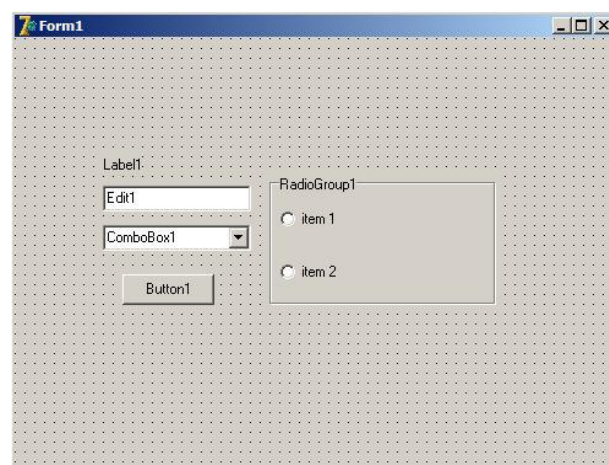 Form1
Label1
Edit1
ComboBox1
Button1
RadioGroup1
item 1
item 2